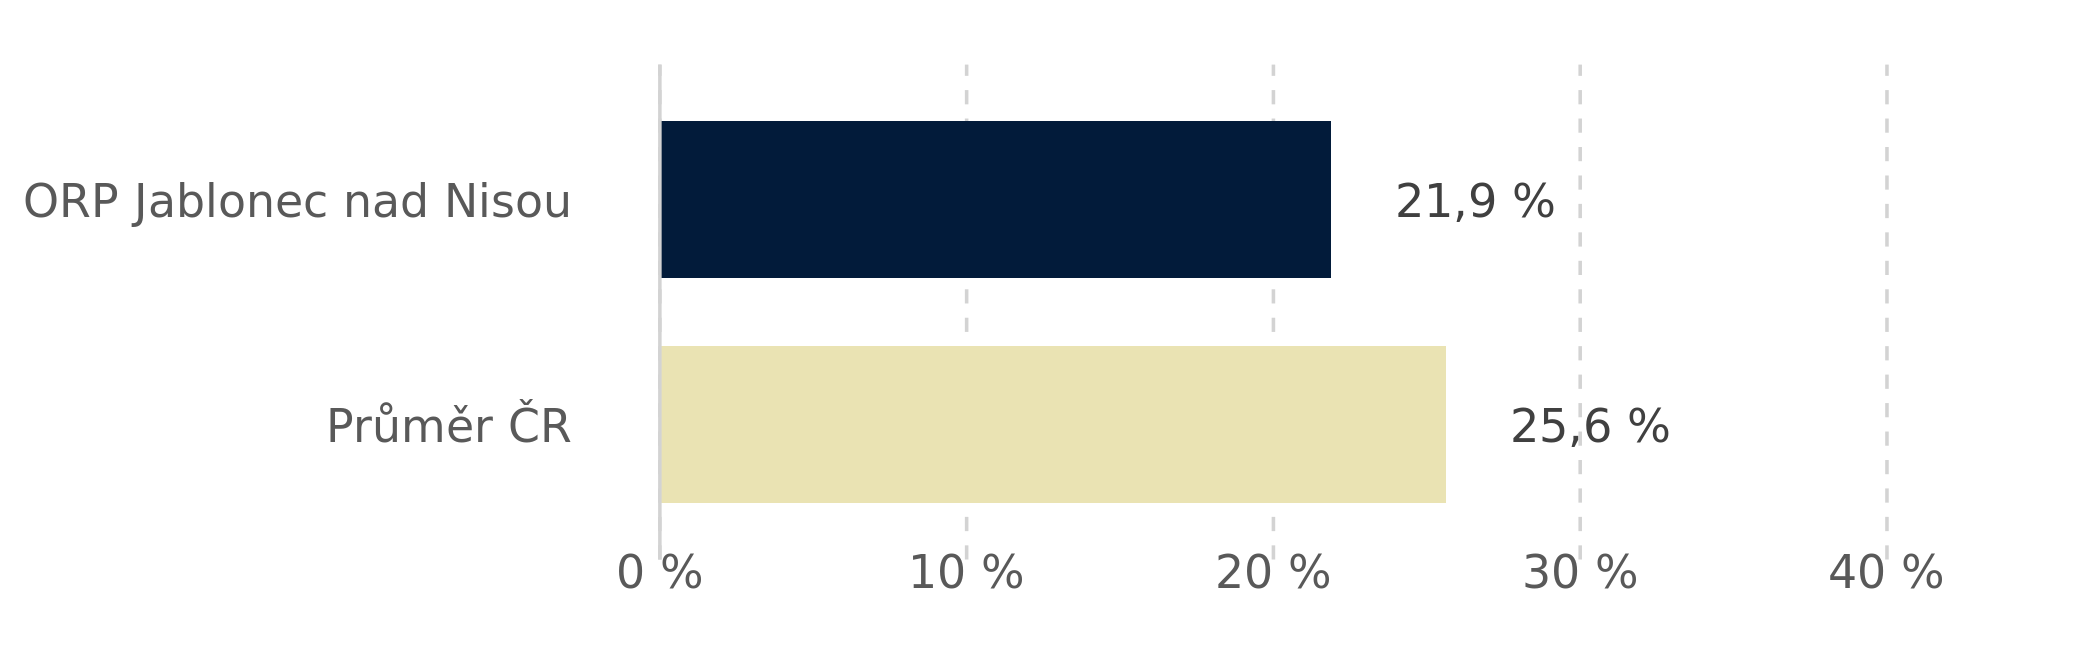 ORP Jablonec nad Nisou
21,9 %
Průměr ČR
25,6 %
0 % 10 % 20 % 30 % 40 %